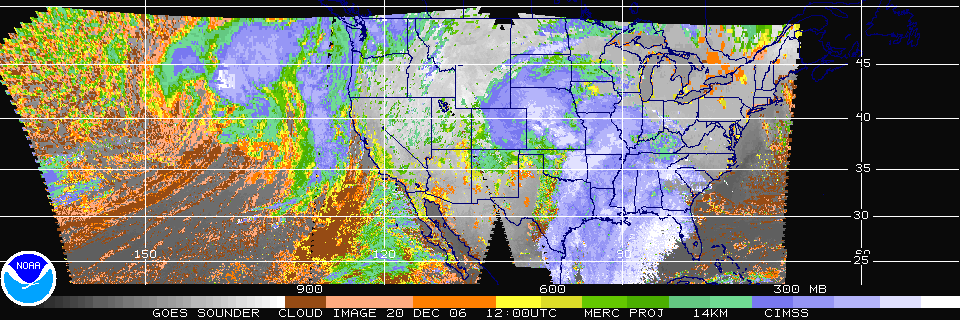 45
40
35
30
150 120 90 60 25
NOAA
900 600 300 MB
GOES SOUNDER CLOUD IMAGE 20 DEC 06 12:00UTC MERC PROJ 14KM CIMSS